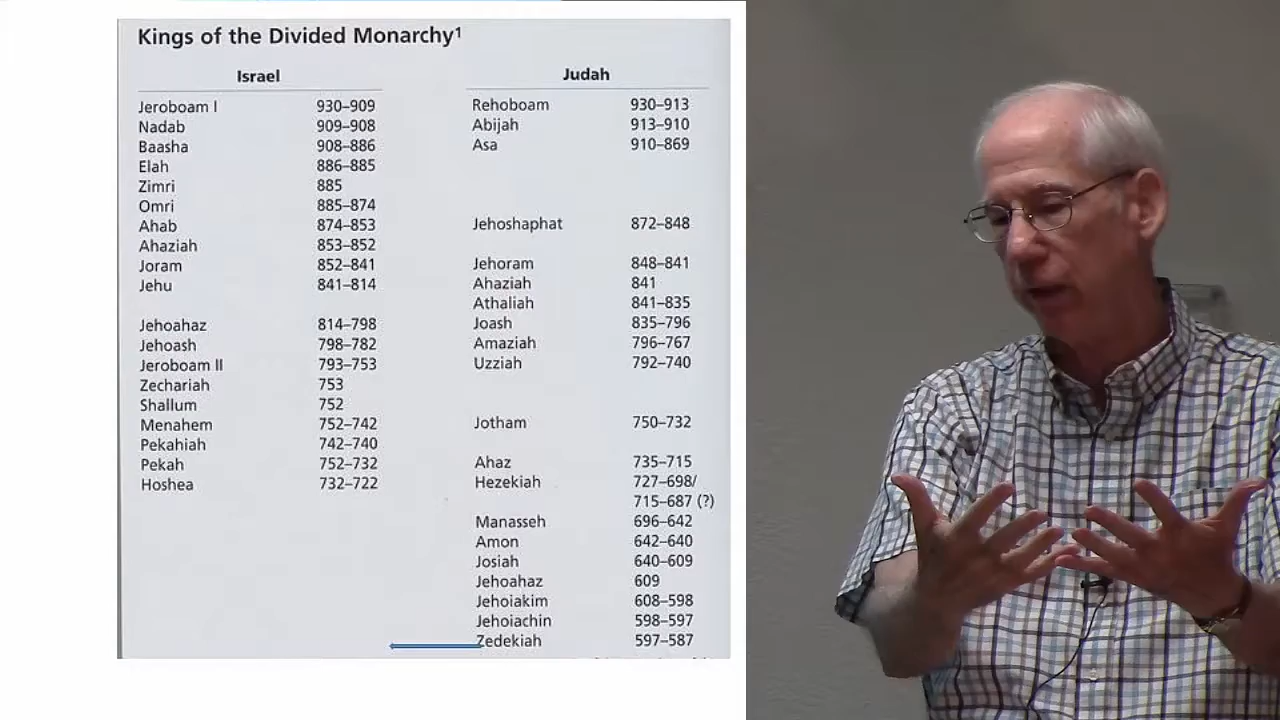 Kings of the Divided Monarchy¹
Israel
Jeroboam I 930–909
Nadab 909–908
Baasha 908–886
Elah 886–885
Zimri 885
Omri 885–874
Ahab 874–853
Ahaziah 853–852
Joram 852–841
Jehu 841–814
Jehoahaz 814–798
Jehoash 798–782
Jeroboam II 793–753
Zechariah 753
Shallum 752
Menahem 752–742
Pekahiah 742–740
Pekah 752–732
Hoshea 732–722
Judah
Rehoboam 930–913
Abijah 913–910
Asa 910–869
Jehoshaphat 872–848
Jehoram 848–841
Ahaziah 841
Athaliah 841–835
Joash 835–796
Amaziah 796–767
Uzziah 792–740
Jotham 750–732
Ahaz 735–715
Hezekiah 727–698/
715–687 (?)
Manasseh 696–642
Amon 642–640
Josiah 640–609
Jehoahaz 609
Jehoiakim 608–598
Jehoiachin 598–597
Zedekiah 597–587